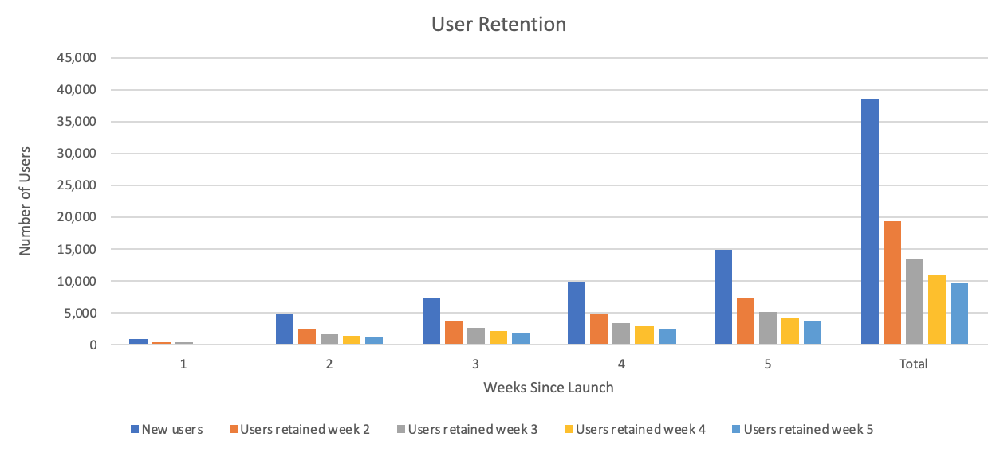 User Retention
45,000
40,000
35,000
30,000
25,000
20,000
15,000
10,000
5,000
0
Number of Users
1 2 3 4 5 Total
Weeks Since Launch
New users Users retained week 2 Users retained week 3 Users retained week 4 Users retained week 5